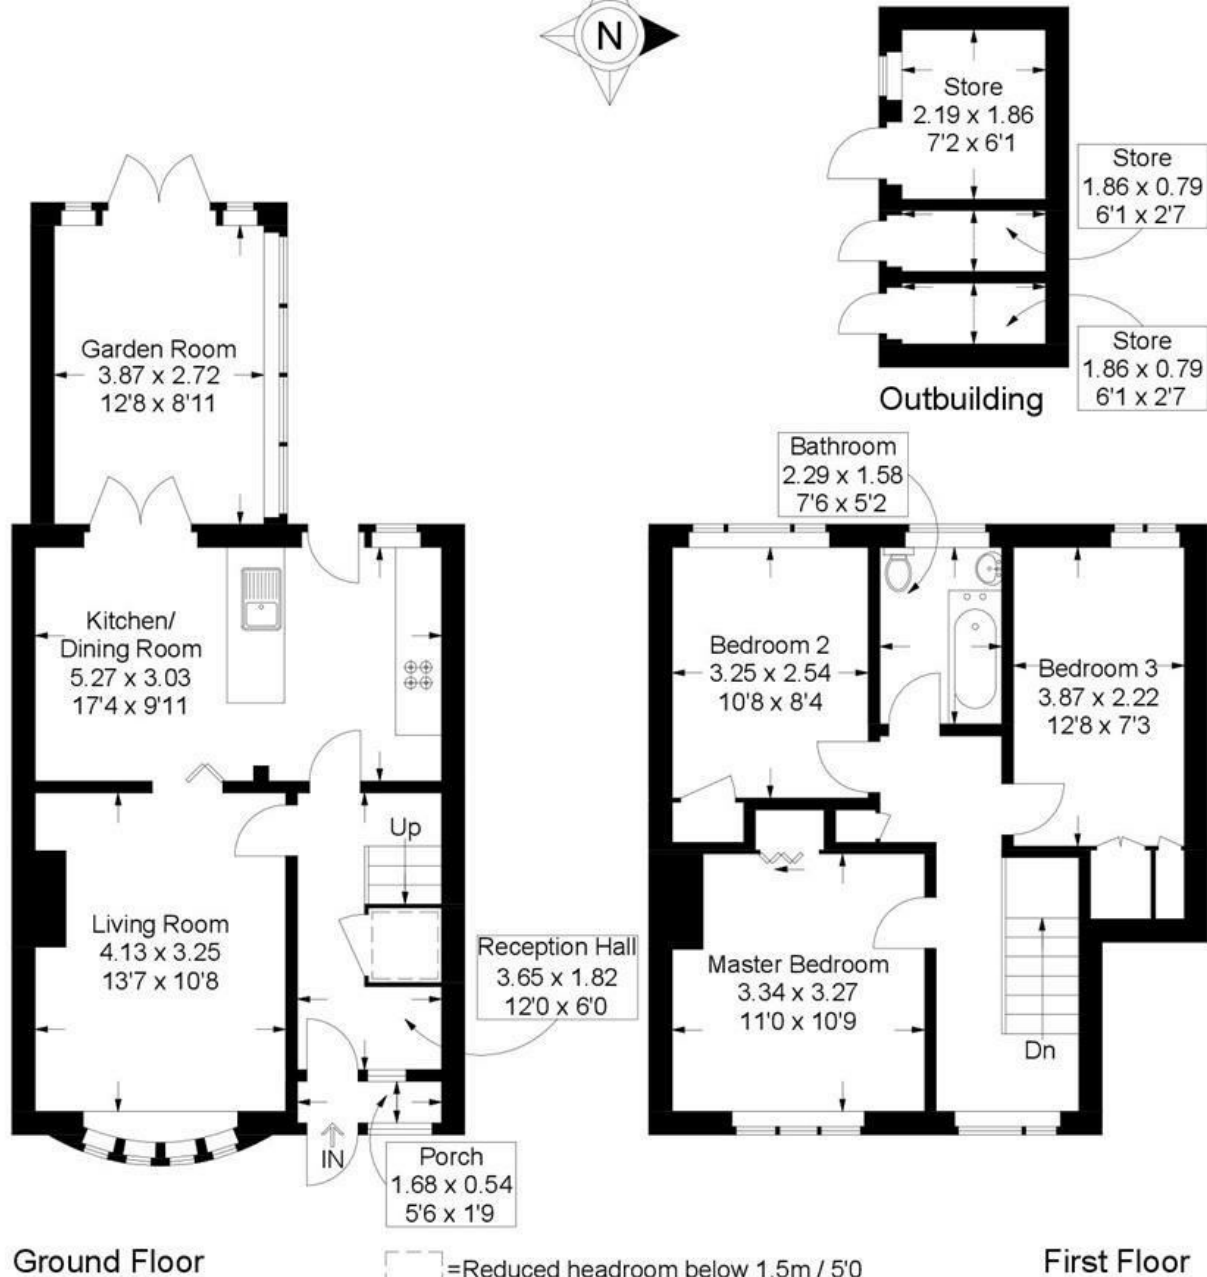 N
Store
2.19 x 1.86
7'2 x 6'1
Store
1.86 x 0.79
6'1 x 2'7
Store
1.86 x 0.79
6'1 x 2'7
Outbuilding
Garden Room
3.87 x 2.72
12'8 x 8'11
Kitchen/
Dining Room
5.27 x 3.03
17'4 x 9'11
Up
Living Room
4.13 x 3.25
13'7 x 10'8
Reception Hall
3.65 x 1.82
12'0 x 6'0
IN
Porch
1.68 x 0.54
5'6 x 1'9
Ground Floor
Bathroom
2.29 x 1.58
7'6 x 5'2
Bedroom 2
3.25 x 2.54
10'8 x 8'4
Bedroom 3
3.87 x 2.22
12'8 x 7'3
Master Bedroom
3.34 x 3.27
11'0 x 10'9
Dn
=Reduced headroom below 1.5m / 5'0
First Floor